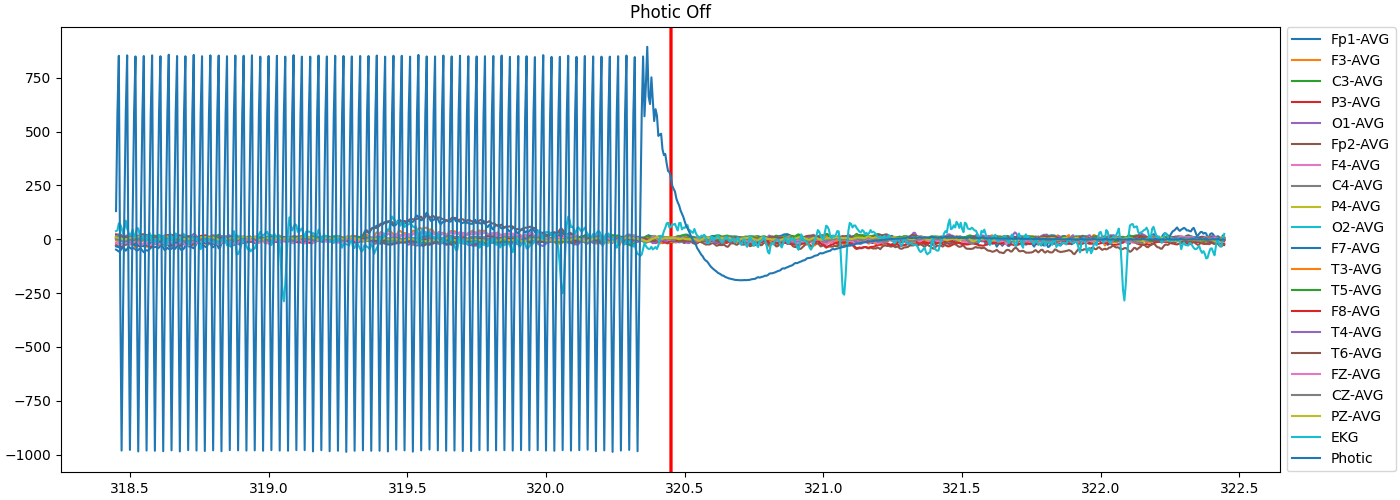 Photic Off
750
500
250
0
−250
−500
−750
−1000
318.5
319.0
319.5
320.0
320.5
321.0
321.5
322.0
322.5
Fp1-AVG
F3-AVG
C3-AVG
P3-AVG
O1-AVG
Fp2-AVG
F4-AVG
C4-AVG
P4-AVG
O2-AVG
F7-AVG
T3-AVG
T5-AVG
F8-AVG
T4-AVG
T6-AVG
FZ-AVG
CZ-AVG
PZ-AVG
EKG
Photic